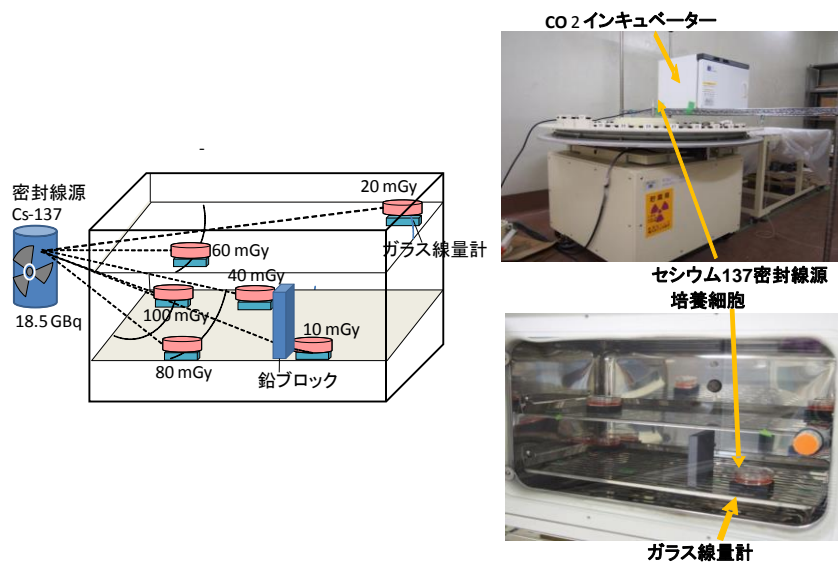 CO 2 インキュベーター
20 mGy
密封線源
Cs-137
ガラス線量計
60 mGy
40 mGy
100 mGy
10 mGy
18.5 GBq
80 mGy
鉛ブロック
セシウム137密封線源
培養細胞
ガラス線量計